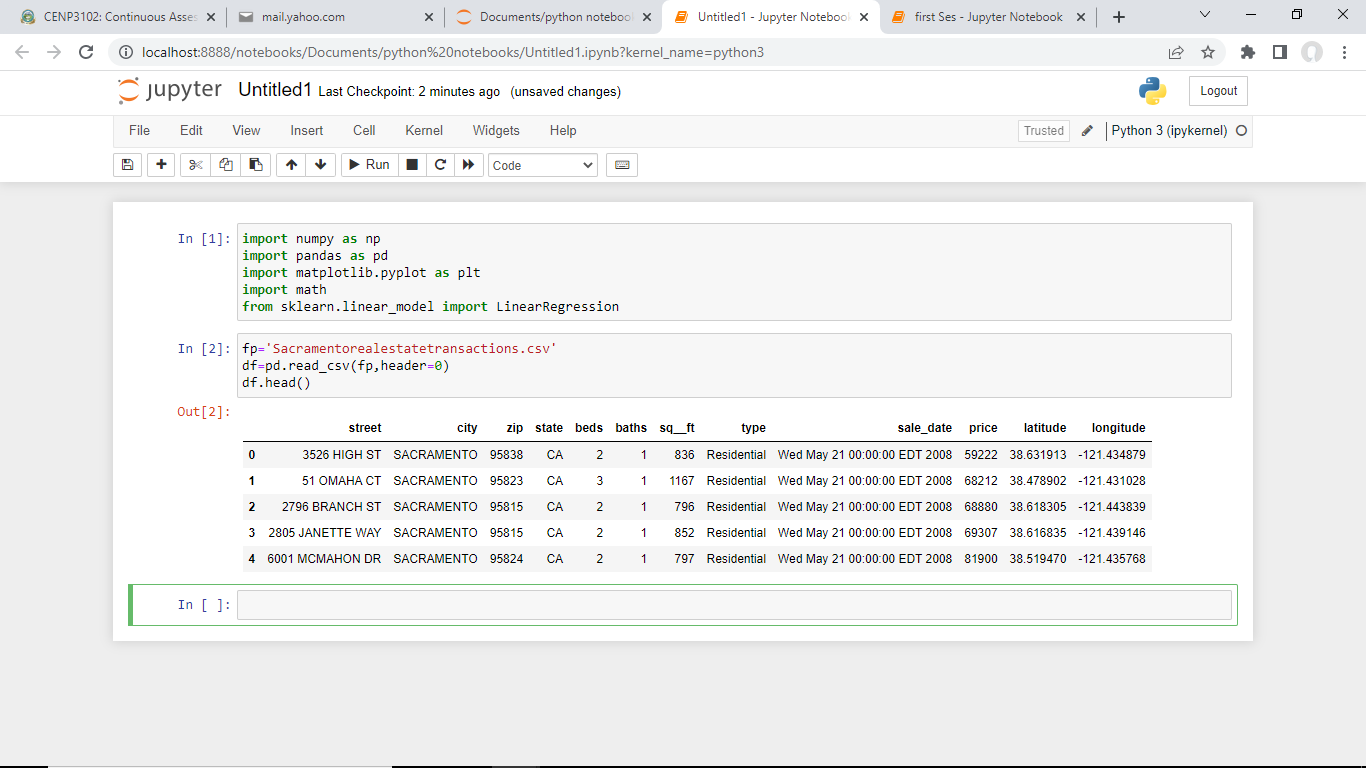 CENP3102: Continuous Asses
mail.yahoo.com
Documents/python noteboo
Untitled1 - Jupyter Notebook
first Ses - Jupyter Notebook
localhost:8888/notebooks/Documents/python%20notebooks/Untitled1.ipynb?kernel_name=python3
jupyter Untitled1 Last Checkpoint: 2 minutes ago (unsaved changes) Logout
File Edit View Insert Cell Kernel Widgets Help Trusted Python 3 (ipykernel)
Run Code
In [1]: import numpy as np
import pandas as pd
import matplotlib.pyplot as plt
import math
from sklearn.linear_model import LinearRegression
In [2]: fp='Sacramentorealestatetransactions.csv'
df=pd.read_csv(fp,header=0)
df.head()
Out[2]:
street city zip state beds baths sq__ft type sale_date price latitude longitude
0 3526 HIGH ST SACRAMENTO 95838 CA 2 1 836 Residential Wed May 21 00:00:00 EDT 2008 59222 38.631913 -121.434879
1 51 OMAHA CT SACRAMENTO 95823 CA 3 1 1167 Residential Wed May 21 00:00:00 EDT 2008 68212 38.478902 -121.431028
2 2796 BRANCH ST SACRAMENTO 95815 CA 2 1 796 Residential Wed May 21 00:00:00 EDT 2008 68880 38.618305 -121.443839
3 2805 JANETTE WAY SACRAMENTO 95815 CA 2 1 852 Residential Wed May 21 00:00:00 EDT 2008 69307 38.616835 -121.439146
4 6001 MCMAHON DR SACRAMENTO 95824 CA 2 1 797 Residential Wed May 21 00:00:00 EDT 2008 81900 38.519470 -121.435768
In [ ]: